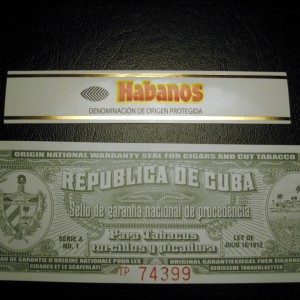 Habanos
DENOMINACIÓN DE ORIGEN PROTEGIDA
ORIGIN NATIONAL WARRANTY SEAL FOR CIGARS AND CUT TABACCO
REPUBLICA DE CUBA
Sello de garantia nacional de procedencia
SERIE A
NO. 1
Para Tabacos
torcidos y picadura
LEY DE
JULIO 16/1912
TP 74399